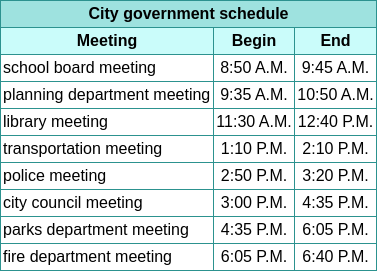 City government schedule
Meeting Begin End
school board meeting 8:50 A.M. 9:45 A.M.
planning department meeting 9:35 A.M. 10:50 A.M.
library meeting 11:30 A.M. 12:40 P.M.
transportation meeting 1:10 P.M. 2:10 P.M.
police meeting 2:50 P.M. 3:20 P.M.
city council meeting 3:00 P.M. 4:35 P.M.
parks department meeting 4:35 P.M. 6:05 P.M.
fire department meeting 6:05 P.M. 6:40 P.M.